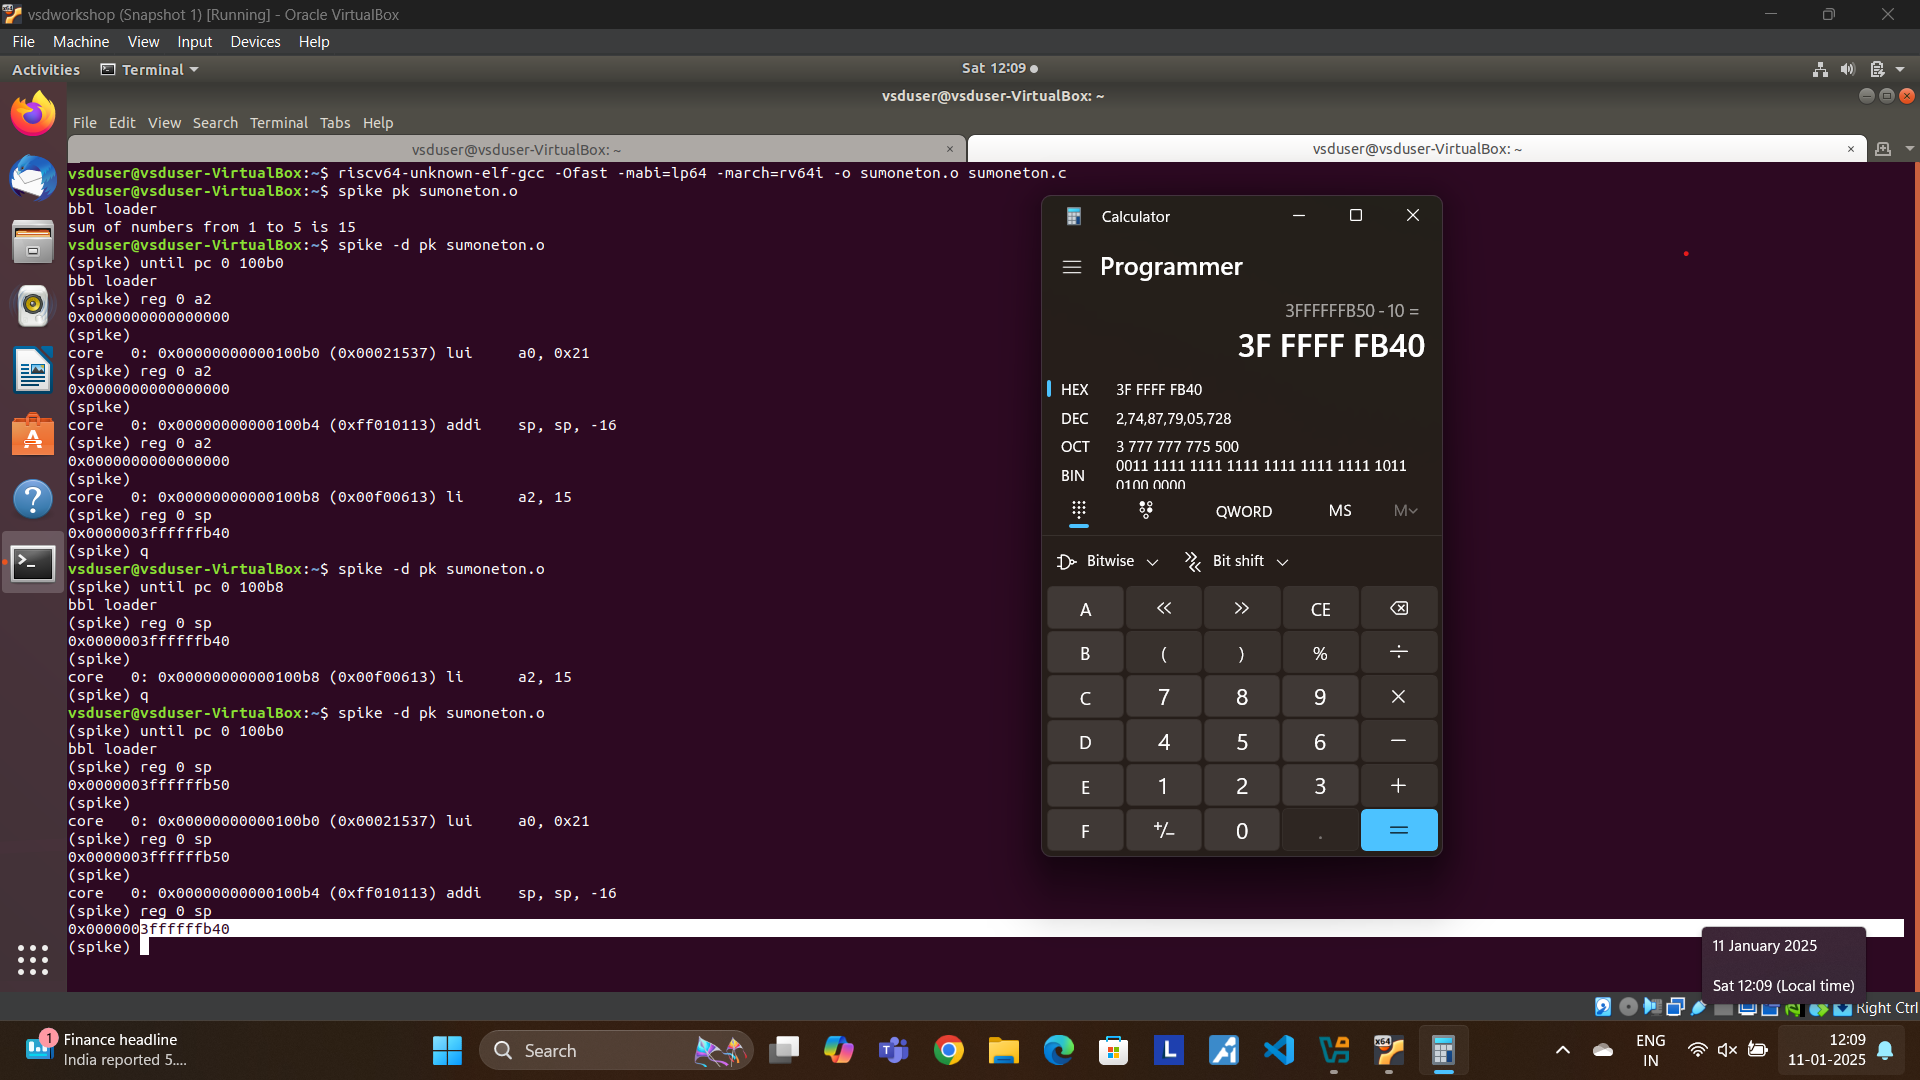 vsdworkshop (Snapshot 1) [Running] - Oracle VirtualBox
File Machine View Input Devices Help
Activities Terminal Sat 12:09
vsduser@vsduser-VirtualBox: ~
File Edit View Search Terminal Tabs Help
vsduser@vsduser-VirtualBox: ~ × vsduser@vsduser-VirtualBox: ~ ×
vsduser@vsduser-VirtualBox:~$ riscv64-unknown-elf-gcc -Ofast -mabi=lp64 -march=rv64i -o sumoneton.o sumoneton.c
vsduser@vsduser-VirtualBox:~$ spike pk sumoneton.o
bbl loader
sum of numbers from 1 to 5 is 15
vsduser@vsduser-VirtualBox:~$ spike -d pk sumoneton.o
(spike) until pc 0 100b0
bbl loader
(spike) reg 0 a2
0x0000000000000000
(spike)
core   0: 0x00000000000100b0 (0x00021537) lui     a0, 0x21
(spike) reg 0 a2
0x0000000000000000
(spike)
core   0: 0x00000000000100b4 (0xff010113) addi    sp, sp, -16
(spike) reg 0 a2
0x0000000000000000
(spike)
core   0: 0x00000000000100b8 (0x00f00613) li      a2, 15
(spike) reg 0 sp
0x0000003ffffffb40
(spike) q
vsduser@vsduser-VirtualBox:~$ spike -d pk sumoneton.o
(spike) until pc 0 100b8
bbl loader
(spike) reg 0 sp
0x0000003ffffffb40
(spike)
core   0: 0x00000000000100b8 (0x00f00613) li      a2, 15
(spike) q
vsduser@vsduser-VirtualBox:~$ spike -d pk sumoneton.o
(spike) until pc 0 100b0
bbl loader
(spike) reg 0 sp
0x0000003ffffffb50
(spike)
core   0: 0x00000000000100b0 (0x00021537) lui     a0, 0x21
(spike) reg 0 sp
0x0000003ffffffb50
(spike)
core   0: 0x00000000000100b4 (0xff010113) addi    sp, sp, -16
(spike) reg 0 sp
0x0000003ffffffb40
(spike)
Calculator
Programmer
3FFFFFFB50 - 10 =
3F FFFF FB40
HEX 3F FFFF FB40
DEC 2,74,87,79,05,728
OCT 3 777 777 775 500
BIN 0011 1111 1111 1111 1111 1111 1111 1011
0100 0000
QWORD MS M
Bitwise Bit shift
A « » CE
B ( ) % ÷
C 7 8 9 ×
D 4 5 6 −
E 1 2 3 +
F +/− 0 . =
11 January 2025
Sat 12:09 (Local time)
Right Ctrl
1 Finance headline
India reported 5....
Search
ENG
IN
12:09
11-01-2025